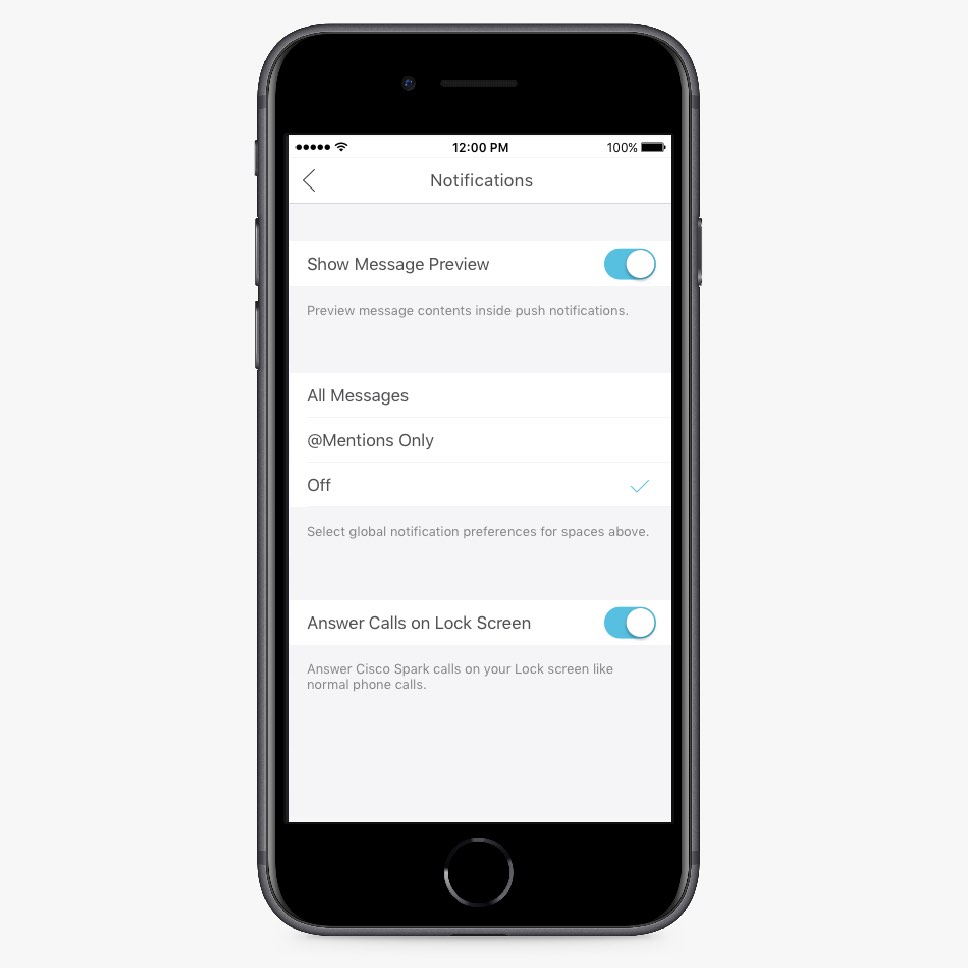 12:00 PM 100%
Notifications
Show Message Preview
Preview message contents inside push notifications.
All Messages
@Mentions Only
Off
Select global notification preferences for spaces above.
Answer Calls on Lock Screen
Answer Cisco Spark calls on your Lock screen like
normal phone calls.